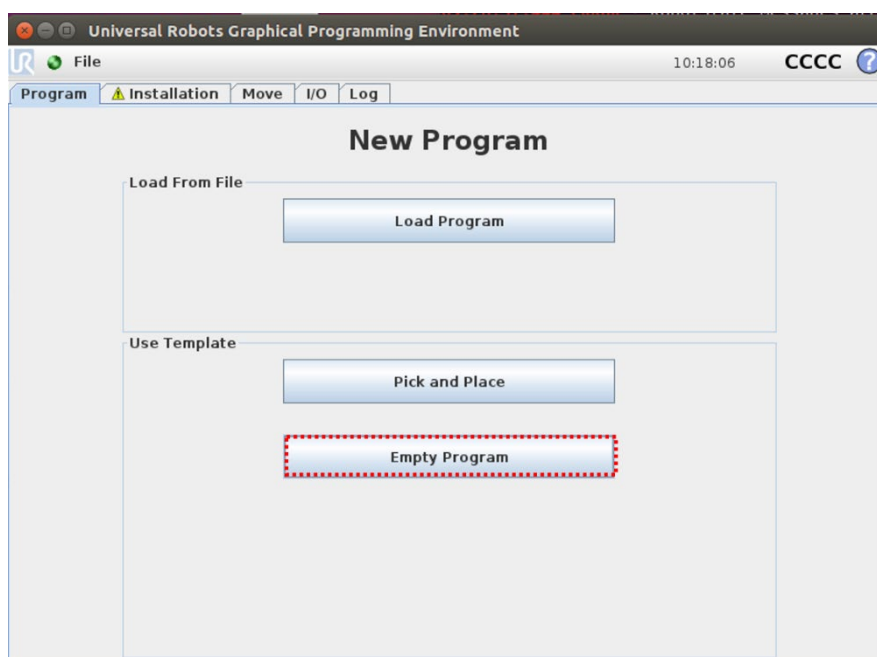 Universal Robots Graphical Programming Environment
UR File 10:18:06 CCCC ?
Program Installation Move I/O Log
New Program
Load From File
Load Program
Use Template
Pick and Place
Empty Program